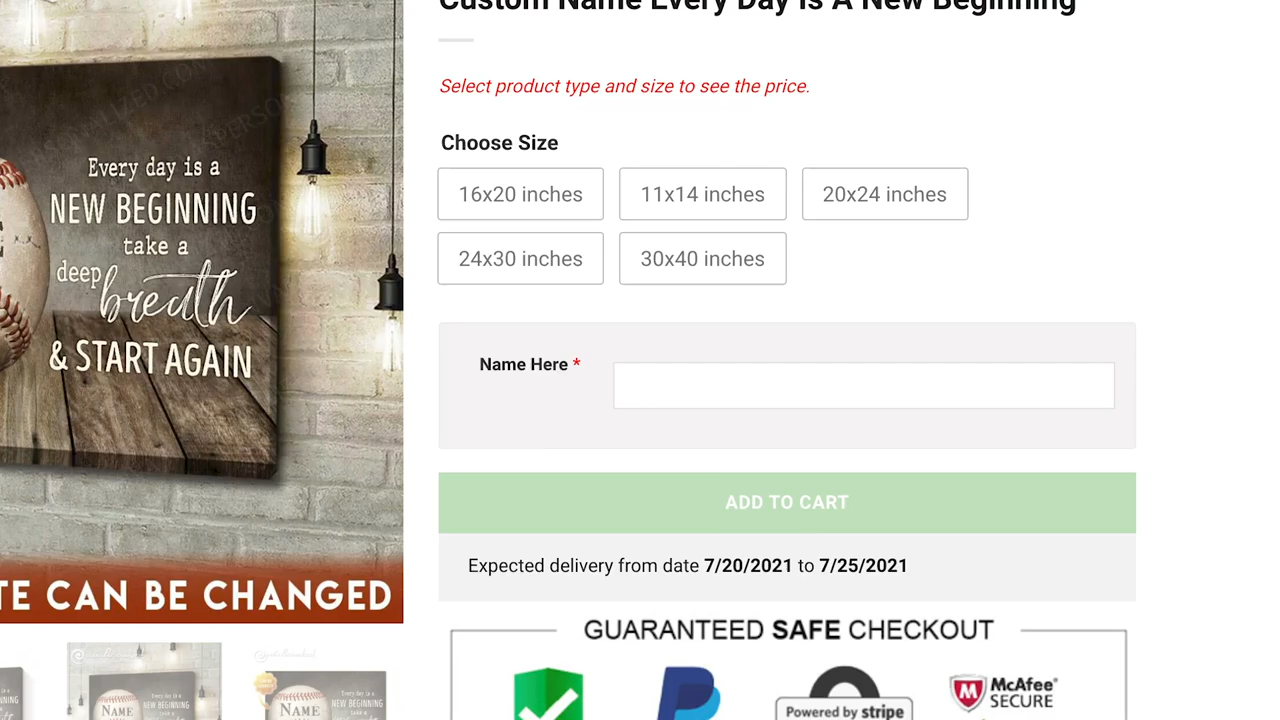 Custom Name Every Day Is A New Beginning
Select product type and size to see the price.
Choose Size
16x20 inches
11x14 inches
20x24 inches
24x30 inches
30x40 inches
Name Here *
ADD TO CART
Expected delivery from date 7/20/2021 to 7/25/2021
GUARANTEED SAFE CHECKOUT
McAfee®
SECURE
Powered by stripe
Every day is a
NEW BEGINNING
take a
deep
breath
& START AGAIN
CAN BE CHANGED
NAME
NAME